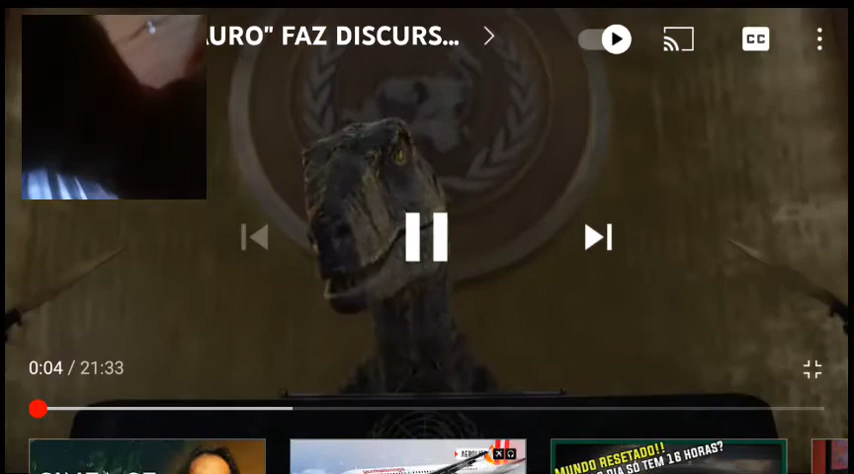 AURO" FAZ DISCURS...
CC
0:04 / 21:33
MUNDO RESETADO!!
DIA SÓ TEM 16 HORAS?